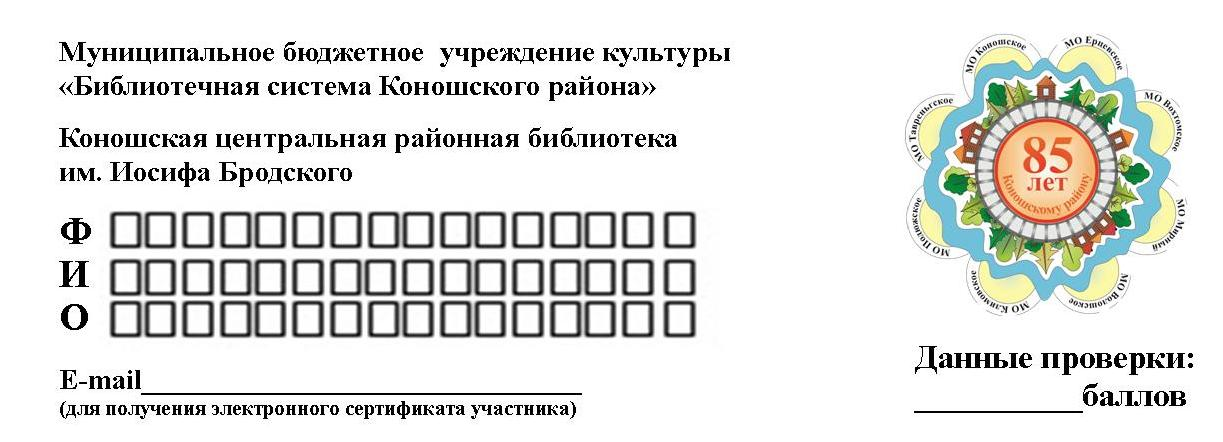 Муниципальное бюджетное учреждение культуры
«Библиотечная система Коношского района»
Коношская центральная районная библиотека
им. Иосифа Бродского
Ф
И
О
E-mail
(для получения электронного сертификата участника)
МО Коношское
МО Ерцевское
МО Вохтомское
МО Мирный
МО Волошское
МО Климовское
МО Подюжское
МО Тавреньгское
85
лет
Коношскому району
Данные проверки:
баллов